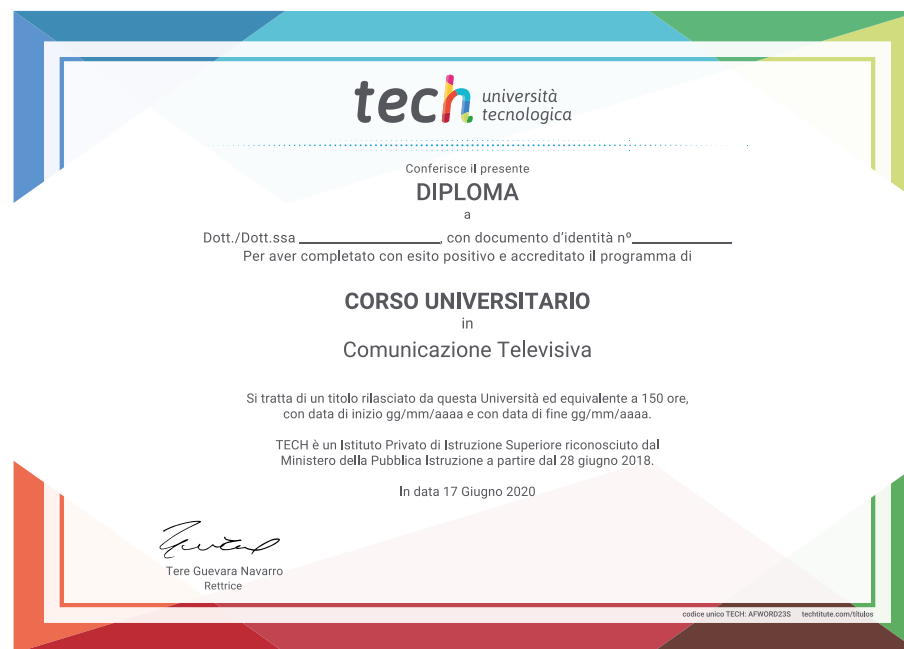 tech università
tecnologica
Conferisce il presente
DIPLOMA
a
Dott./Dott.ssa ____________________, con documento d'identità nº______________
Per aver completato con esito positivo e accreditato il programma di
CORSO UNIVERSITARIO
in
Comunicazione Televisiva
Si tratta di un titolo rilasciato da questa Università ed equivalente a 150 ore,
con data di inizio gg/mm/aaaa e con data di fine gg/mm/aaaa.
TECH è un Istituto Privato di Istruzione Superiore riconosciuto dal
Ministero della Pubblica Istruzione a partire dal 28 giugno 2018.
In data 17 Giugno 2020
Tere Guevara Navarro
Rettrice
codice unico TECH: AFWORD23S techtitute.com/titulos